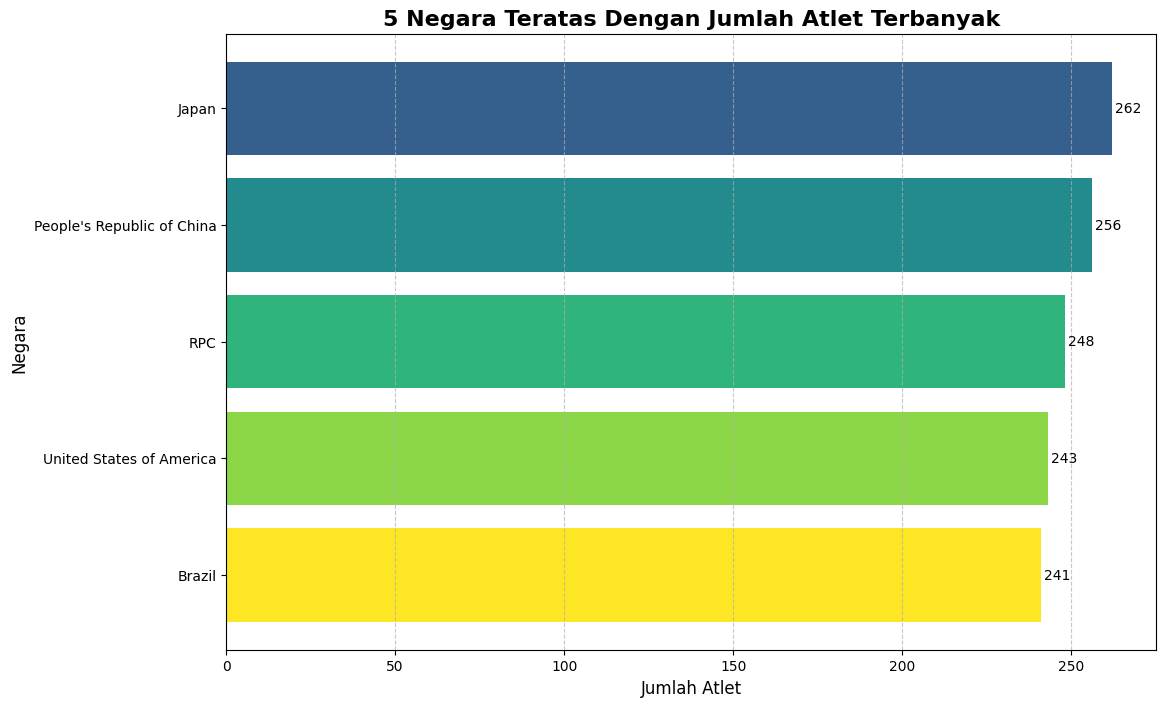 5 Negara Teratas Dengan Jumlah Atlet Terbanyak
Negara
Japan
262
People's Republic of China
256
RPC
248
United States of America
243
Brazil
241
0 50 100 150 200 250
Jumlah Atlet